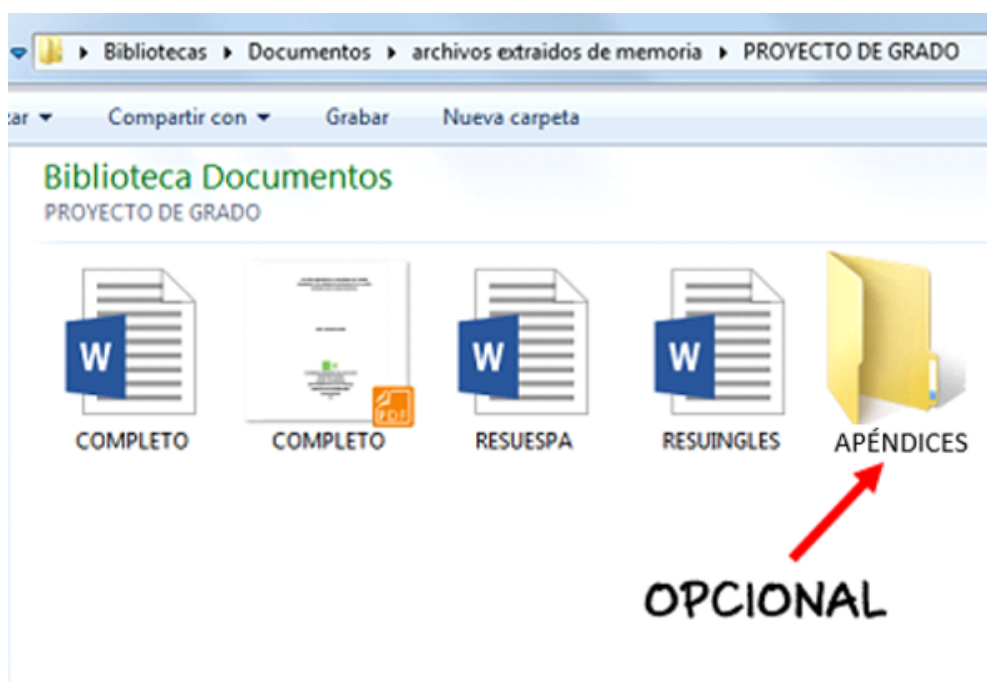 Bibliotecas Documentos archivos extraidos de memoria PROYECTO DE GRADO
ar Compartir con Grabar Nueva carpeta
Biblioteca Documentos
PROYECTO DE GRADO
W W W
PDF
COMPLETO COMPLETO RESUESPA RESUINGLES APÉNDICES
OPCIONAL